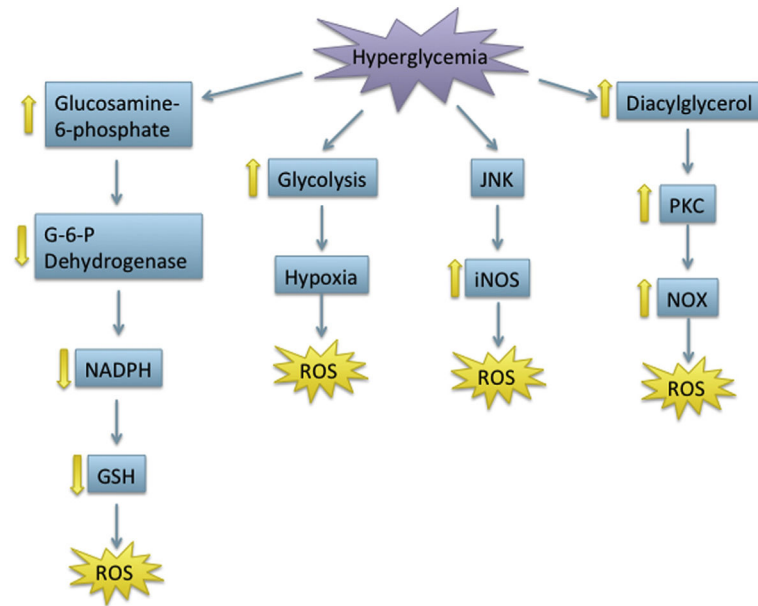 Hyperglycemia
Glucosamine-
6-phosphate
G-6-P
Dehydrogenase
NADPH
GSH
ROS
Glycolysis
Hypoxia
ROS
JNK
iNOS
ROS
Diacylglycerol
PKC
NOX
ROS